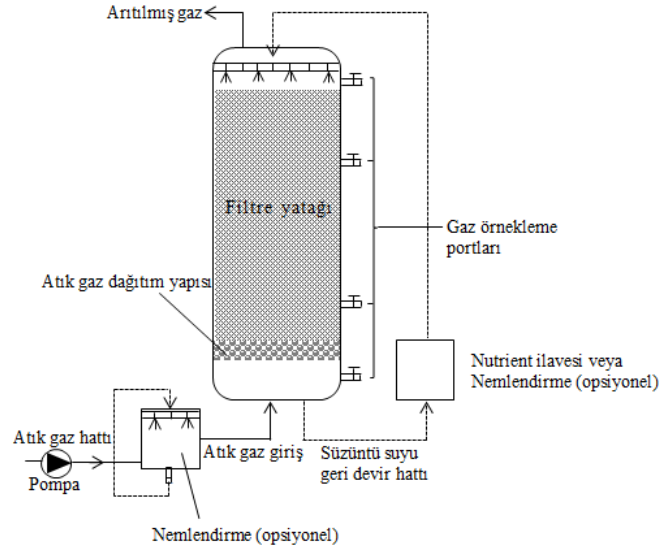 Arıtılmış gaz
Filtre yatağı
Gaz örnekleme
portları
Atık gaz dağıtım yapısı
Nutrient ilavesi veya
Nemlendirme (opsiyonel)
Atık gaz hattı
Atık gaz giriş
Süzüntü suyu
geri devir hattı
Pompa
Nemlendirme (opsiyonel)